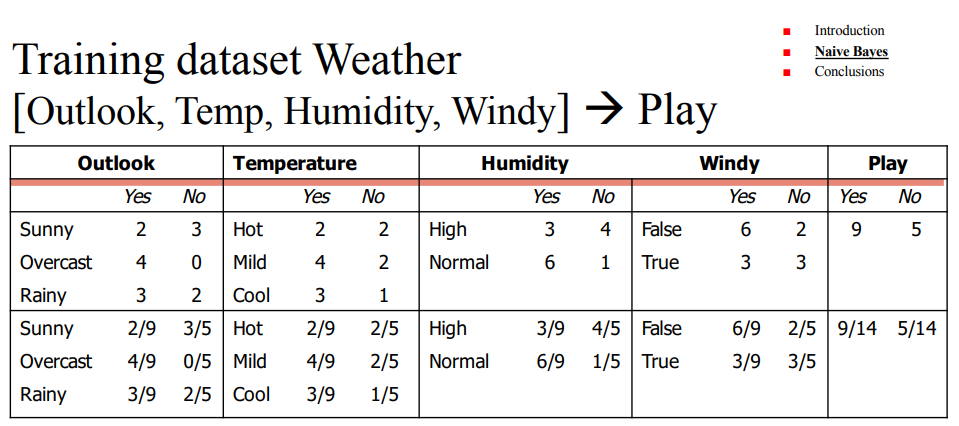 Introduction
Naive Bayes
Conclusions
Training dataset Weather
[Outlook, Temp, Humidity, Windy] → Play
Outlook Temperature Humidity Windy Play
Yes No Yes No Yes No Yes No Yes No
Sunny 2 3 Hot 2 2 High 3 4 False 6 2 9 5
Overcast 4 0 Mild 4 2 Normal 6 1 True 3 3
Rainy 3 2 Cool 3 1
Sunny 2/9 3/5 Hot 2/9 2/5 High 3/9 4/5 False 6/9 2/5 9/14 5/14
Overcast 4/9 0/5 Mild 4/9 2/5 Normal 6/9 1/5 True 3/9 3/5
Rainy 3/9 2/5 Cool 3/9 1/5